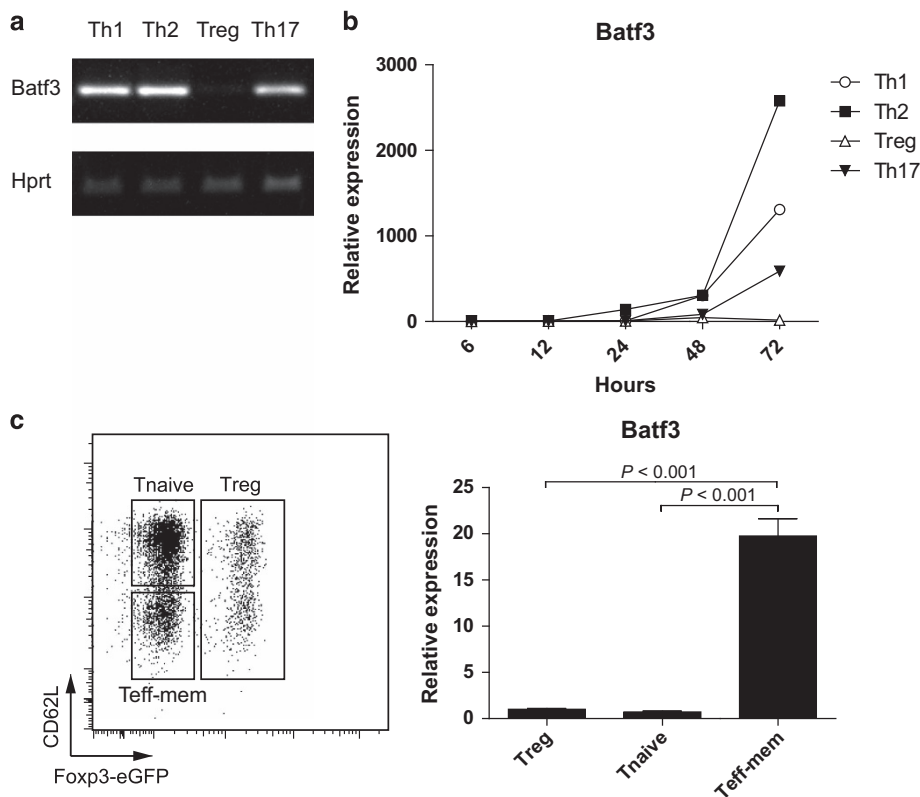 a
Th1 Th2 Treg Th17
Batf3
Hprt
b
Batf3
Relative expression
3000
2000
1000
0
6 12 24 48 72
Hours
Th1
Th2
Treg
Th17
c
Tnaive Treg
Teff-mem
CD62L
Foxp3-eGFP
Batf3
P < 0.001
P < 0.001
Relative expression
25
20
15
10
5
0
Treg Tnaive Teff-mem